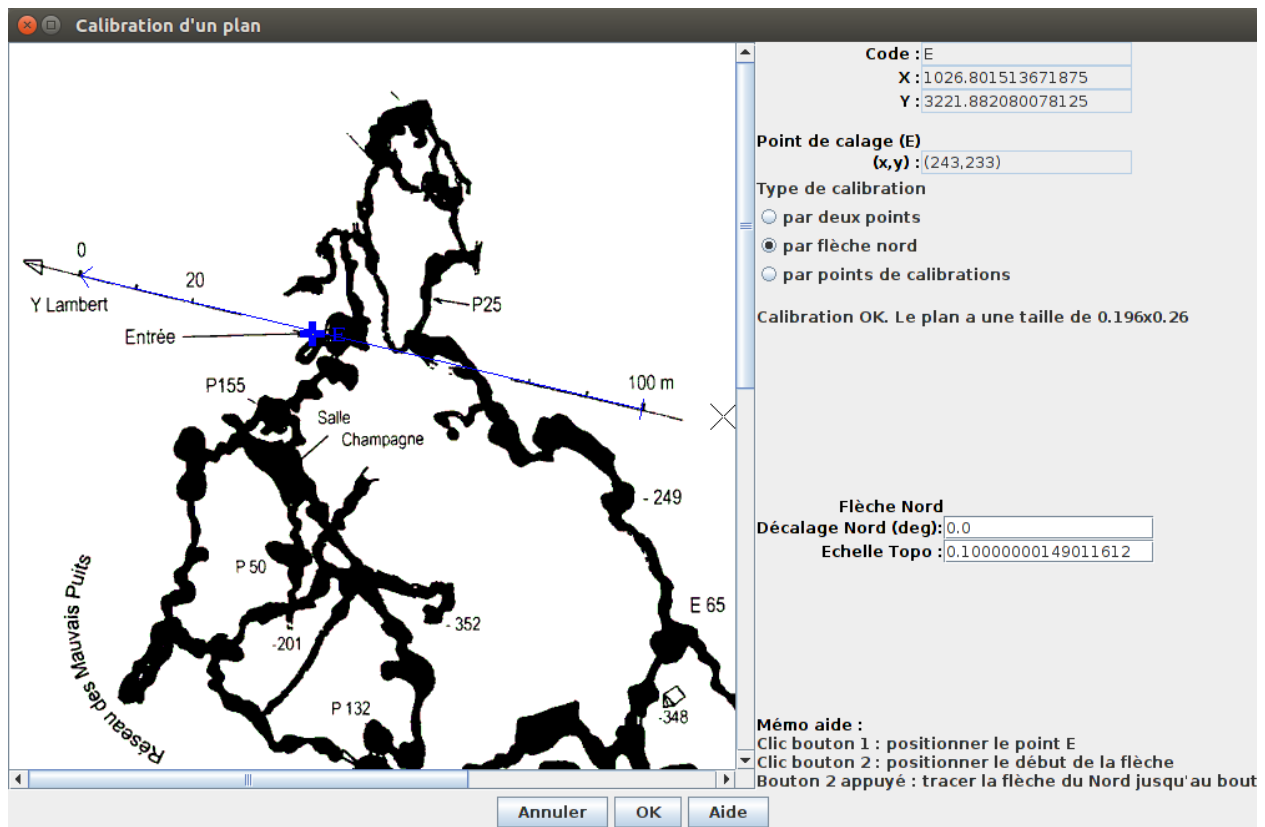 Calibration d'un plan
Code : E
X : 1026.801513671875
Y : 3221.882080078125
Point de calage (E)
(x,y) : (243,233)
Type de calibration
par deux points
par flèche nord
par points de calibrations
Calibration OK. Le plan a une taille de 0.196x0.26
Flèche Nord
Décalage Nord (deg): 0.0
Echelle Topo : 0.10000000149011612
Mémo aide :
Clic bouton 1 : positionner le point E
Clic bouton 2 : positionner le début de la flèche
Bouton 2 appuyé : tracer la flèche du Nord jusqu'au bout
0
20
Y Lambert
P25
Entrée
E
100 m
P155
Salle
Champagne
- 249
P 50
E 65
- 352
-201
Réseau des Mauvais Puits
P 132
-348
Annuler
OK
Aide